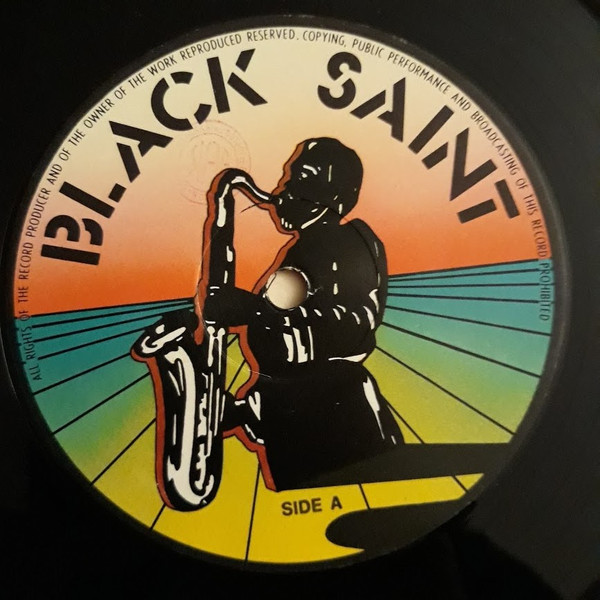 ALL RIGHTS OF THE RECORD PRODUCER AND OF THE OWNER OF THE WORK REPRODUCED RESERVED. COPYING, PUBLIC PERFORMANCE AND BROADCASTING OF THIS RECORD PROHIBITED
BLACK SAINT
SIDE A